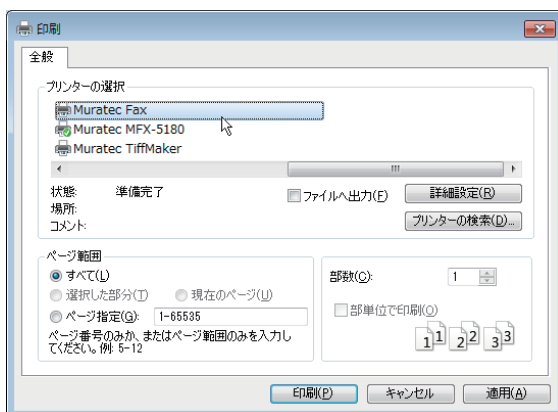 印刷
全般
プリンターの選択
Muratec Fax
Muratec MFX-5180
Muratec TiffMaker
状態: 準備完了
場所:
コメント:
ファイルへ出力(F)
詳細設定(R)
プリンターの検索(D)...
ページ範囲
すべて(L)
選択した部分(T) 現在のページ(U)
ページ指定(G): 1-65535
ページ番号のみか、またはページ範囲のみを入力し
てください。例: 5-12
部数(C): 1
部単位で印刷(O)
1 1 2 2 3 3
印刷(P) キャンセル 適用(A)